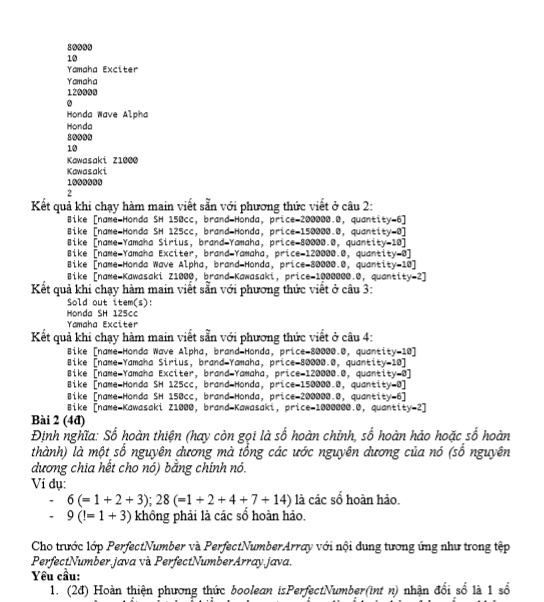 80000
10
Yamaha Exciter
Yamaha
120000
0
Honda Wave Alpha
Honda
80000
10
Kawasaki Z1000
Kawasaki
1000000
2
Kết quả khi chạy hàm main viết sẵn với phương thức viết ở câu 2:
Bike [name=Honda SH 150cc, brand=Honda, price=200000.0, quantity=6]
Bike [name=Honda SH 125cc, brand=Honda, price=150000.0, quantity=0]
Bike [name=Yamaha Sirius, brand=Yamaha, price=80000.0, quantity=10]
Bike [name=Yamaha Exciter, brand=Yamaha, price=120000.0, quantity=0]
Bike [name=Honda Wave Alpha, brand=Honda, price=80000.0, quantity=10]
Bike [name=Kawasaki Z1000, brand=Kawasaki, price=1000000.0, quantity=2]
Kết quả khi chạy hàm main viết sẵn với phương thức viết ở câu 3:
Sold out item(s):
Honda SH 125cc
Yamaha Exciter
Kết quả khi chạy hàm main viết sẵn với phương thức viết ở câu 4:
Bike [name=Honda Wave Alpha, brand=Honda, price=80000.0, quantity=10]
Bike [name=Yamaha Sirius, brand=Yamaha, price=80000.0, quantity=10]
Bike [name=Yamaha Exciter, brand=Yamaha, price=120000.0, quantity=0]
Bike [name=Honda SH 125cc, brand=Honda, price=150000.0, quantity=0]
Bike [name=Honda SH 150cc, brand=Honda, price=200000.0, quantity=6]
Bike [name=Kawasaki Z1000, brand=Kawasaki, price=1000000.0, quantity=2]
Bài 2 (4đ)
Định nghĩa: Số hoàn thiện (hay còn gọi là số hoàn chỉnh, số hoàn hảo hoặc số hoàn
thành) là một số nguyên dương mà tổng các ước nguyên dương của nó (số nguyên
dương chia hết cho nó) bằng chính nó.
Ví dụ:
- 6 (= 1 + 2 + 3); 28 (=1 + 2 + 4 + 7 + 14) là các số hoàn hảo.
- 9 (!= 1 + 3) không phải là các số hoàn hảo.
Cho trước lớp PerfectNumber và PerfectNumberArray với nội dung tương ứng như trong tệp
PerfectNumber.java và PerfectNumberArray.java.
Yêu cầu:
1. (2đ) Hoàn thiện phương thức boolean isPerfectNumber(int n) nhận đối số là 1 số